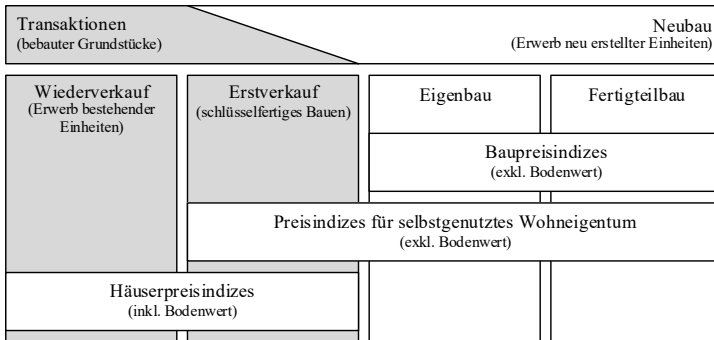 Transaktionen
(bebauter Grundstücke)
Neubau
(Erwerb neu erstellter Einheiten)
Wiederverkauf
(Erwerb bestehender
Einheiten)
Erstverkauf
(schlüsselfertiges Bauen)
Eigenbau
Fertigteilbau
Baupreisindizes
(exkl. Bodenwert)
Preisindizes für selbstgenutztes Wohneigentum
(exkl. Bodenwert)
Häuserpreisindizes
(inkl. Bodenwert)